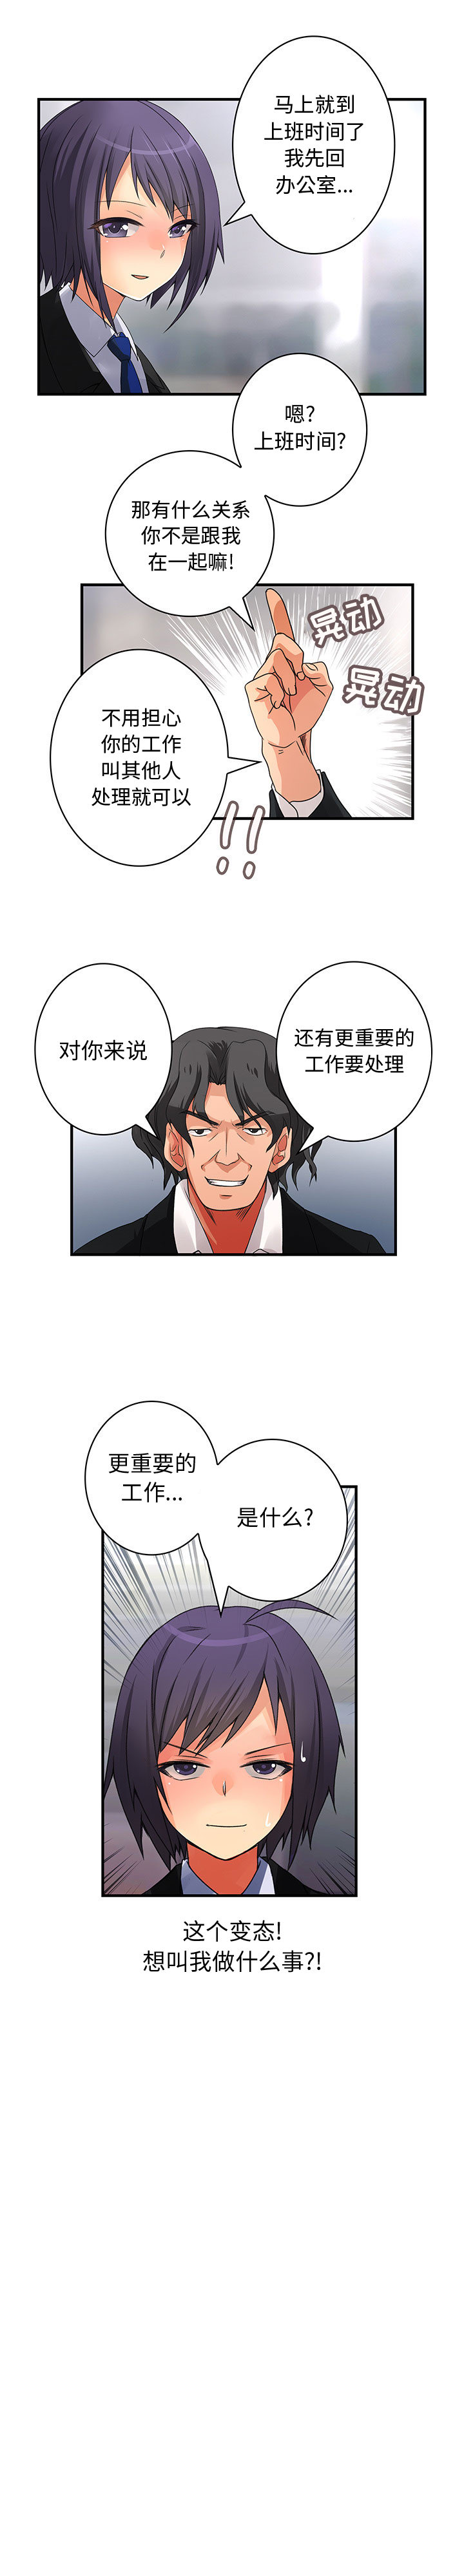 马上就到
上班时间了
我先回
办公室...
嗯?
上班时间?
那有什么关系
你不是跟我
在一起嘛!
晃动
晃动
不用担心
你的工作
叫其他人
处理就可以
!!
对你来说
还有更重要的
工作要处理
更重要的
工作...
是什么?
这个变态!
想叫我做什么事?!